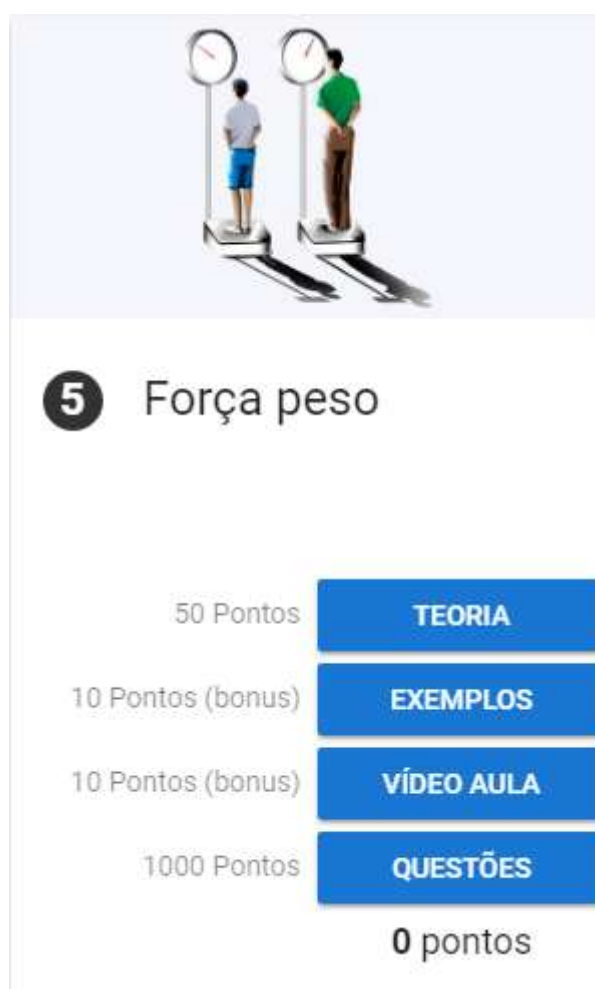 5 Força peso
50 Pontos TEORIA
10 Pontos (bonus) EXEMPLOS
10 Pontos (bonus) VÍDEO AULA
1000 Pontos QUESTÕES
0 pontos